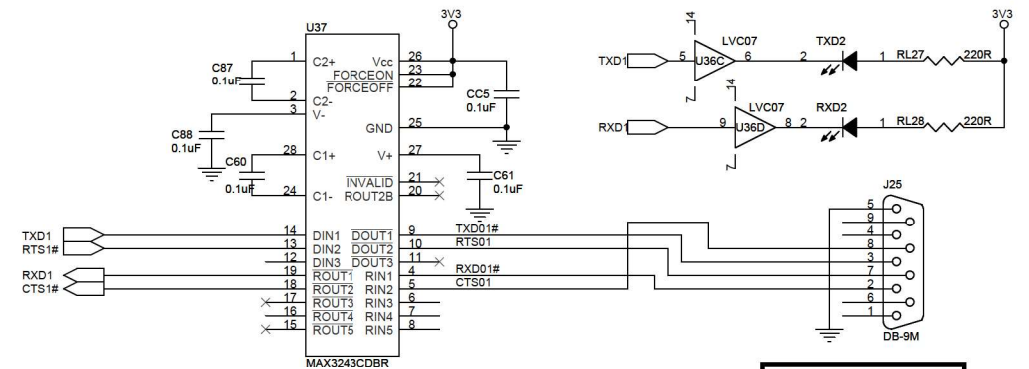 U37
3V3
1 C2+
Vcc 26
FORCEON 23
FORCEOFF 22
C87
0.1uF
2 C2-
3 V-
CC5
0.1uF
GND 25
C88
0.1uF
28 C1+
V+ 27
C60
0.1uF
C61
0.1uF
24 C1-
INVALID 21
ROUT2B 20
TXD1 14 DIN1 DOUT1 9 TXD01#
RTS1# 13 DIN2 DOUT2 10 RTS01
12 DIN3 DOUT3 11
RXD1 19 ROUT1 RIN1 4 RXD01#
CTS1# 18 ROUT2 RIN2 5 CTS01
17 ROUT3 RIN3 6
16 ROUT4 RIN4 7
15 ROUT5 RIN5 8
MAX3243CDBR
3V3
14
LVC07
TXD2
TXD1 5 U36C 6 2 1 RL27 220R
7
14
LVC07
RXD2
RXD1 9 U36D 8 2 1 RL28 220R
7
J25
5
9
4
8
3
7
2
6
1
DB-9M